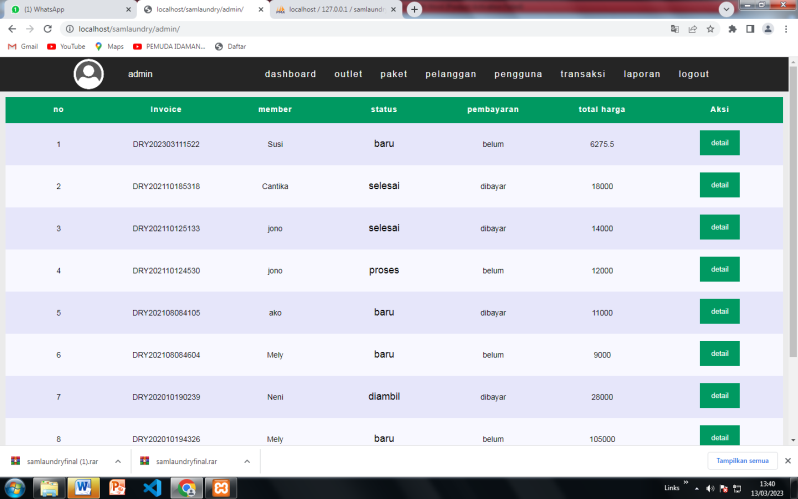 (1) WhatsApp
localhost/samlaundry/admin/
localhost / 127.0.0.1 / samlaundr
localhost/samlaundry/admin/
Gmail YouTube Maps PEMUDA IDAMAN... Daftar
admin dashboard outlet paket pelanggan pengguna transaksi laporan logout
no Invoice member status pembayaran total harga Aksi
1 DRY202303111522 Susi baru belum 6275.5 detail
2 DRY202110185318 Cantika selesai dibayar 18000 detail
3 DRY202110125133 jono selesai dibayar 14000 detail
4 DRY202110124530 jono proses belum 12000 detail
5 DRY202108084105 ako baru dibayar 11000 detail
6 DRY202108084604 Mely baru belum 9000 detail
7 DRY202010190239 Neni diambil dibayar 28000 detail
8 DRY202010194326 Mely baru belum 105000 detail
samlaundryfinal (1).rar samlaundryfinal.rar Tampilkan semua
Links 13:40
13/03/2023